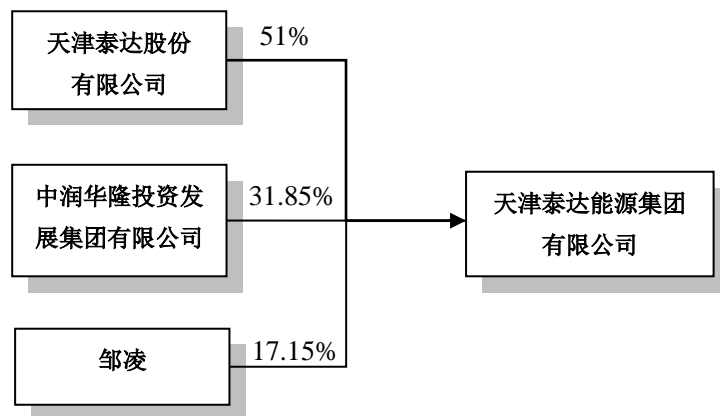 天津泰达股份
有限公司
51%
中润华隆投资发
展集团有限公司
31.85%
天津泰达能源集团
有限公司
邹凌
17.15%